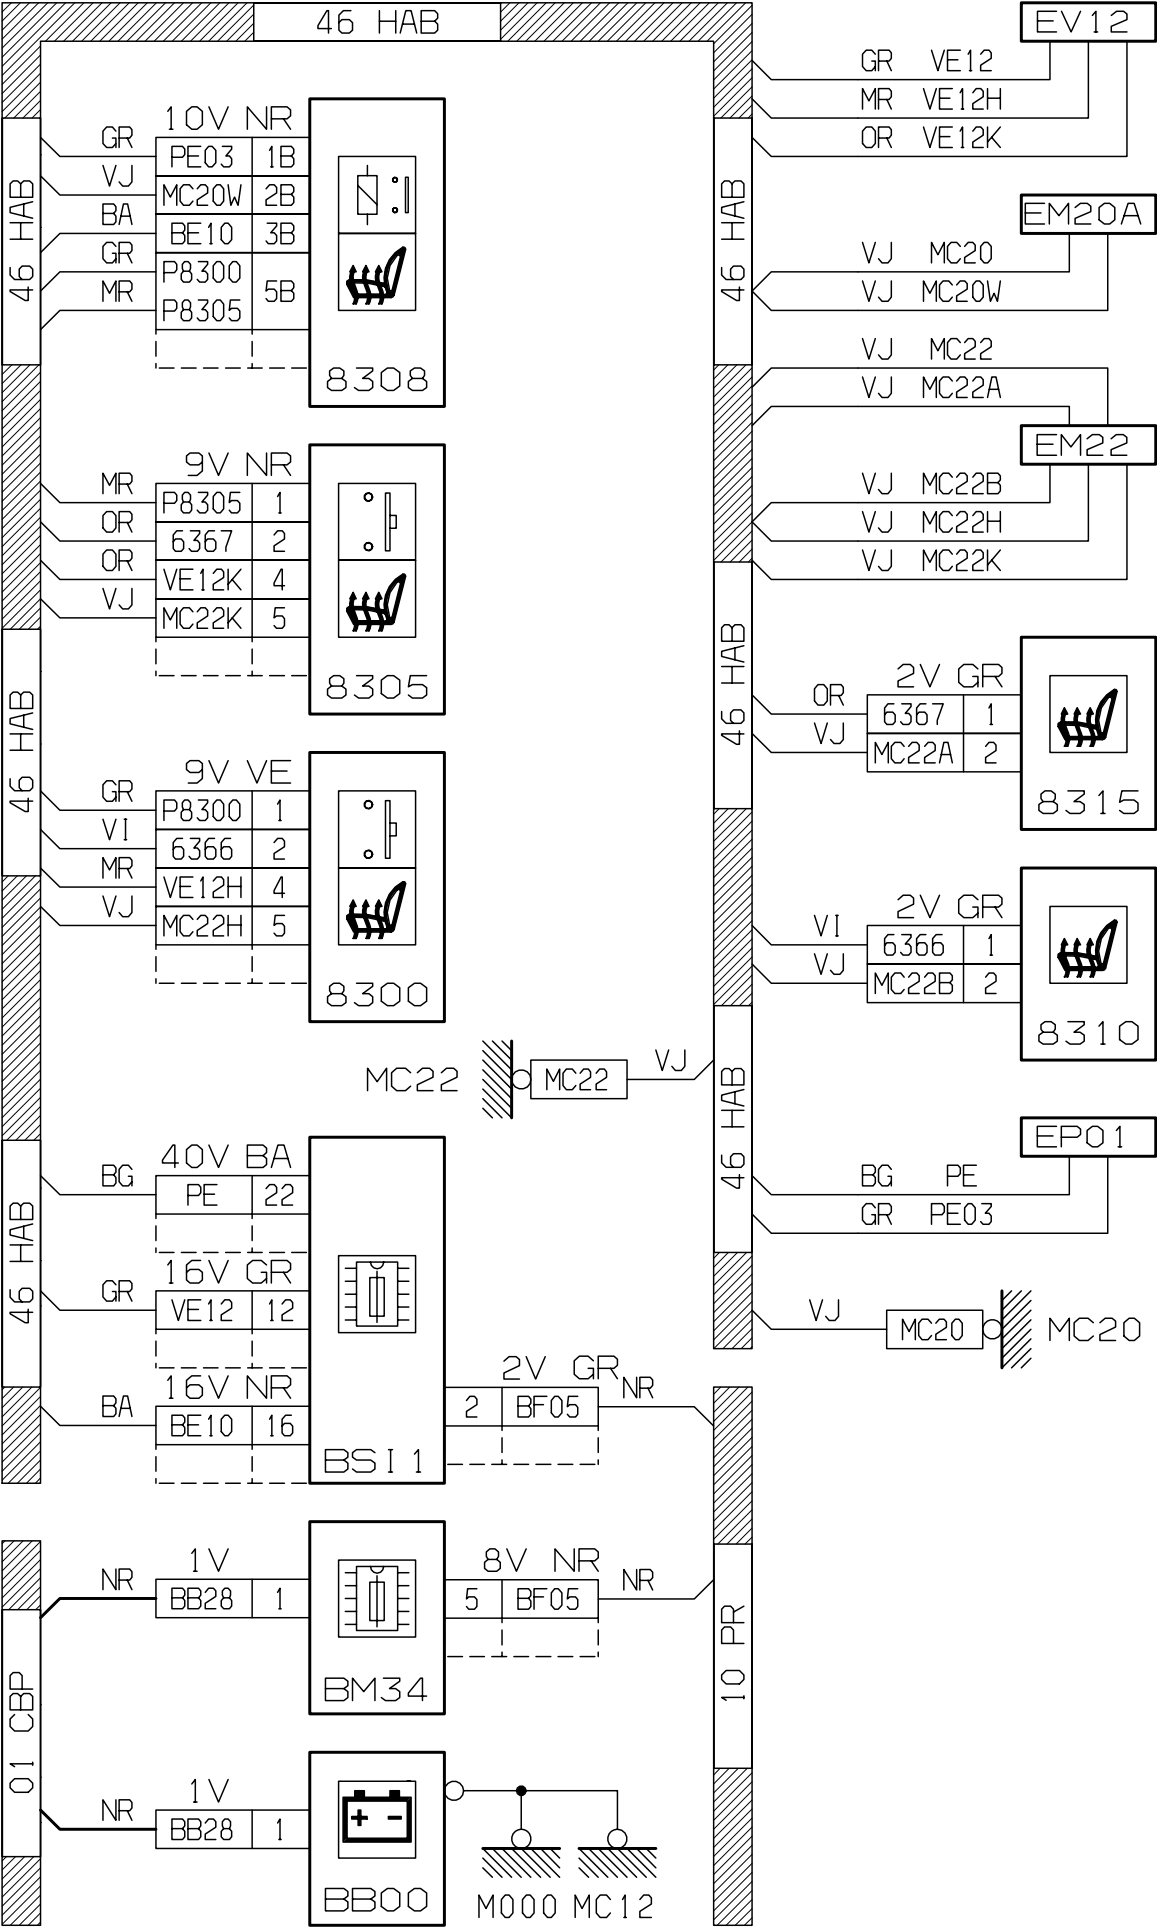 46 HAB
46 HAB
10V NR
GR PE03 1B
VJ MC20W 2B
BA BE10 3B
GR P8300
MR P8305
5B
8308
9V NR
MR P8305 1
OR 6367 2
OR VE12K 4
VJ MC22K 5
8305
46 HAB
9V VE
GR P8300 1
VI 6366 2
MR VE12H 4
VJ MC22H 5
8300
MC22 MC22 VJ
46 HAB
40V BA
BG PE 22
16V GR
GR VE12 12
16V NR
BA BE10 16
BSI1
2V GR
2 BF05 NR
01 CBP
1V
NR BB28 1
BM34
8V NR
5 BF05 NR
10 PR
1V
NR BB28 1
BB00
+ -
M000 MC12
EV12
GR VE12
MR VE12H
OR VE12K
46 HAB
EM20A
VJ MC20
VJ MC20W
VJ MC22
VJ MC22A
EM22
VJ MC22B
VJ MC22H
VJ MC22K
46 HAB
2V GR
OR 6367 1
VJ MC22A 2
8315
2V GR
VI 6366 1
VJ MC22B 2
8310
46 HAB
EP01
BG PE
GR PE03
VJ MC20 MC20